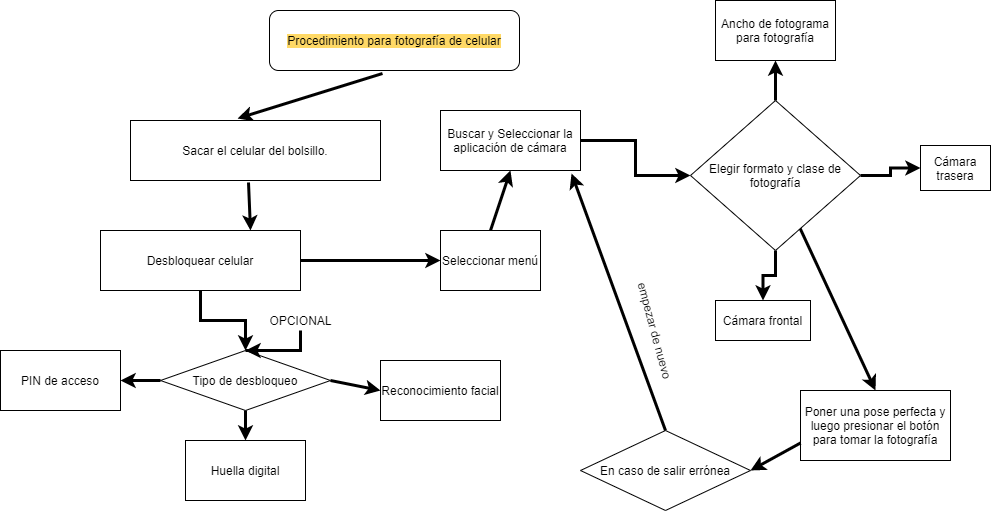 Procedimiento para fotografía de celular
Sacar el celular del bolsillo.
Desbloquear celular
OPCIONAL
Tipo de desbloqueo
PIN de acceso
Reconocimiento facial
Huella digital
Seleccionar menú
Buscar y Seleccionar la
aplicación de cámara
Elegir formato y clase de
fotografía
Ancho de fotograma
para fotografía
Cámara
trasera
Cámara frontal
Poner una pose perfecta y
luego presionar el botón
para tomar la fotografía
En caso de salir errónea
empezar de nuevo